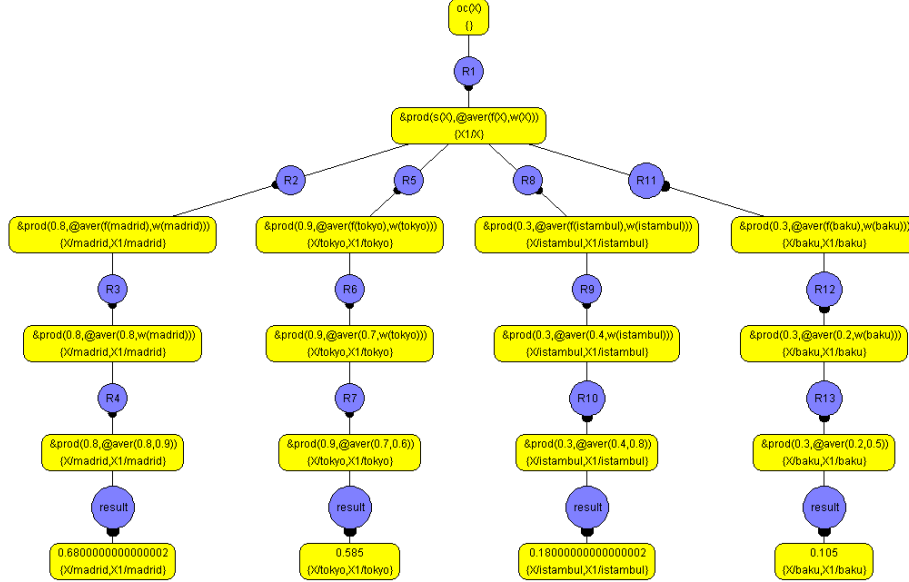 oc(X)
{}
R1
&prod(s(X),@aver(f(X),w(X)))
{X1/X}
R2
R5
R8
R11
&prod(0.8,@aver(f(madrid),w(madrid)))
{X/madrid,X1/madrid}
&prod(0.9,@aver(f(tokyo),w(tokyo)))
{X/tokyo,X1/tokyo}
&prod(0.3,@aver(f(istambul),w(istambul)))
{X/istambul,X1/istambul}
&prod(0.3,@aver(f(baku),w(baku)))
{X/baku,X1/baku}
R3
R6
R9
R12
&prod(0.8,@aver(0.8,w(madrid)))
{X/madrid,X1/madrid}
&prod(0.9,@aver(0.7,w(tokyo)))
{X/tokyo,X1/tokyo}
&prod(0.3,@aver(0.4,w(istambul)))
{X/istambul,X1/istambul}
&prod(0.3,@aver(0.2,w(baku)))
{X/baku,X1/baku}
R4
R7
R10
R13
&prod(0.8,@aver(0.8,0.9))
{X/madrid,X1/madrid}
&prod(0.9,@aver(0.7,0.6))
{X/tokyo,X1/tokyo}
&prod(0.3,@aver(0.4,0.8))
{X/istambul,X1/istambul}
&prod(0.3,@aver(0.2,0.5))
{X/baku,X1/baku}
result
result
result
result
0.6800000000000002
{X/madrid,X1/madrid}
0.585
{X/tokyo,X1/tokyo}
0.18000000000000002
{X/istambul,X1/istambul}
0.105
{X/baku,X1/baku}